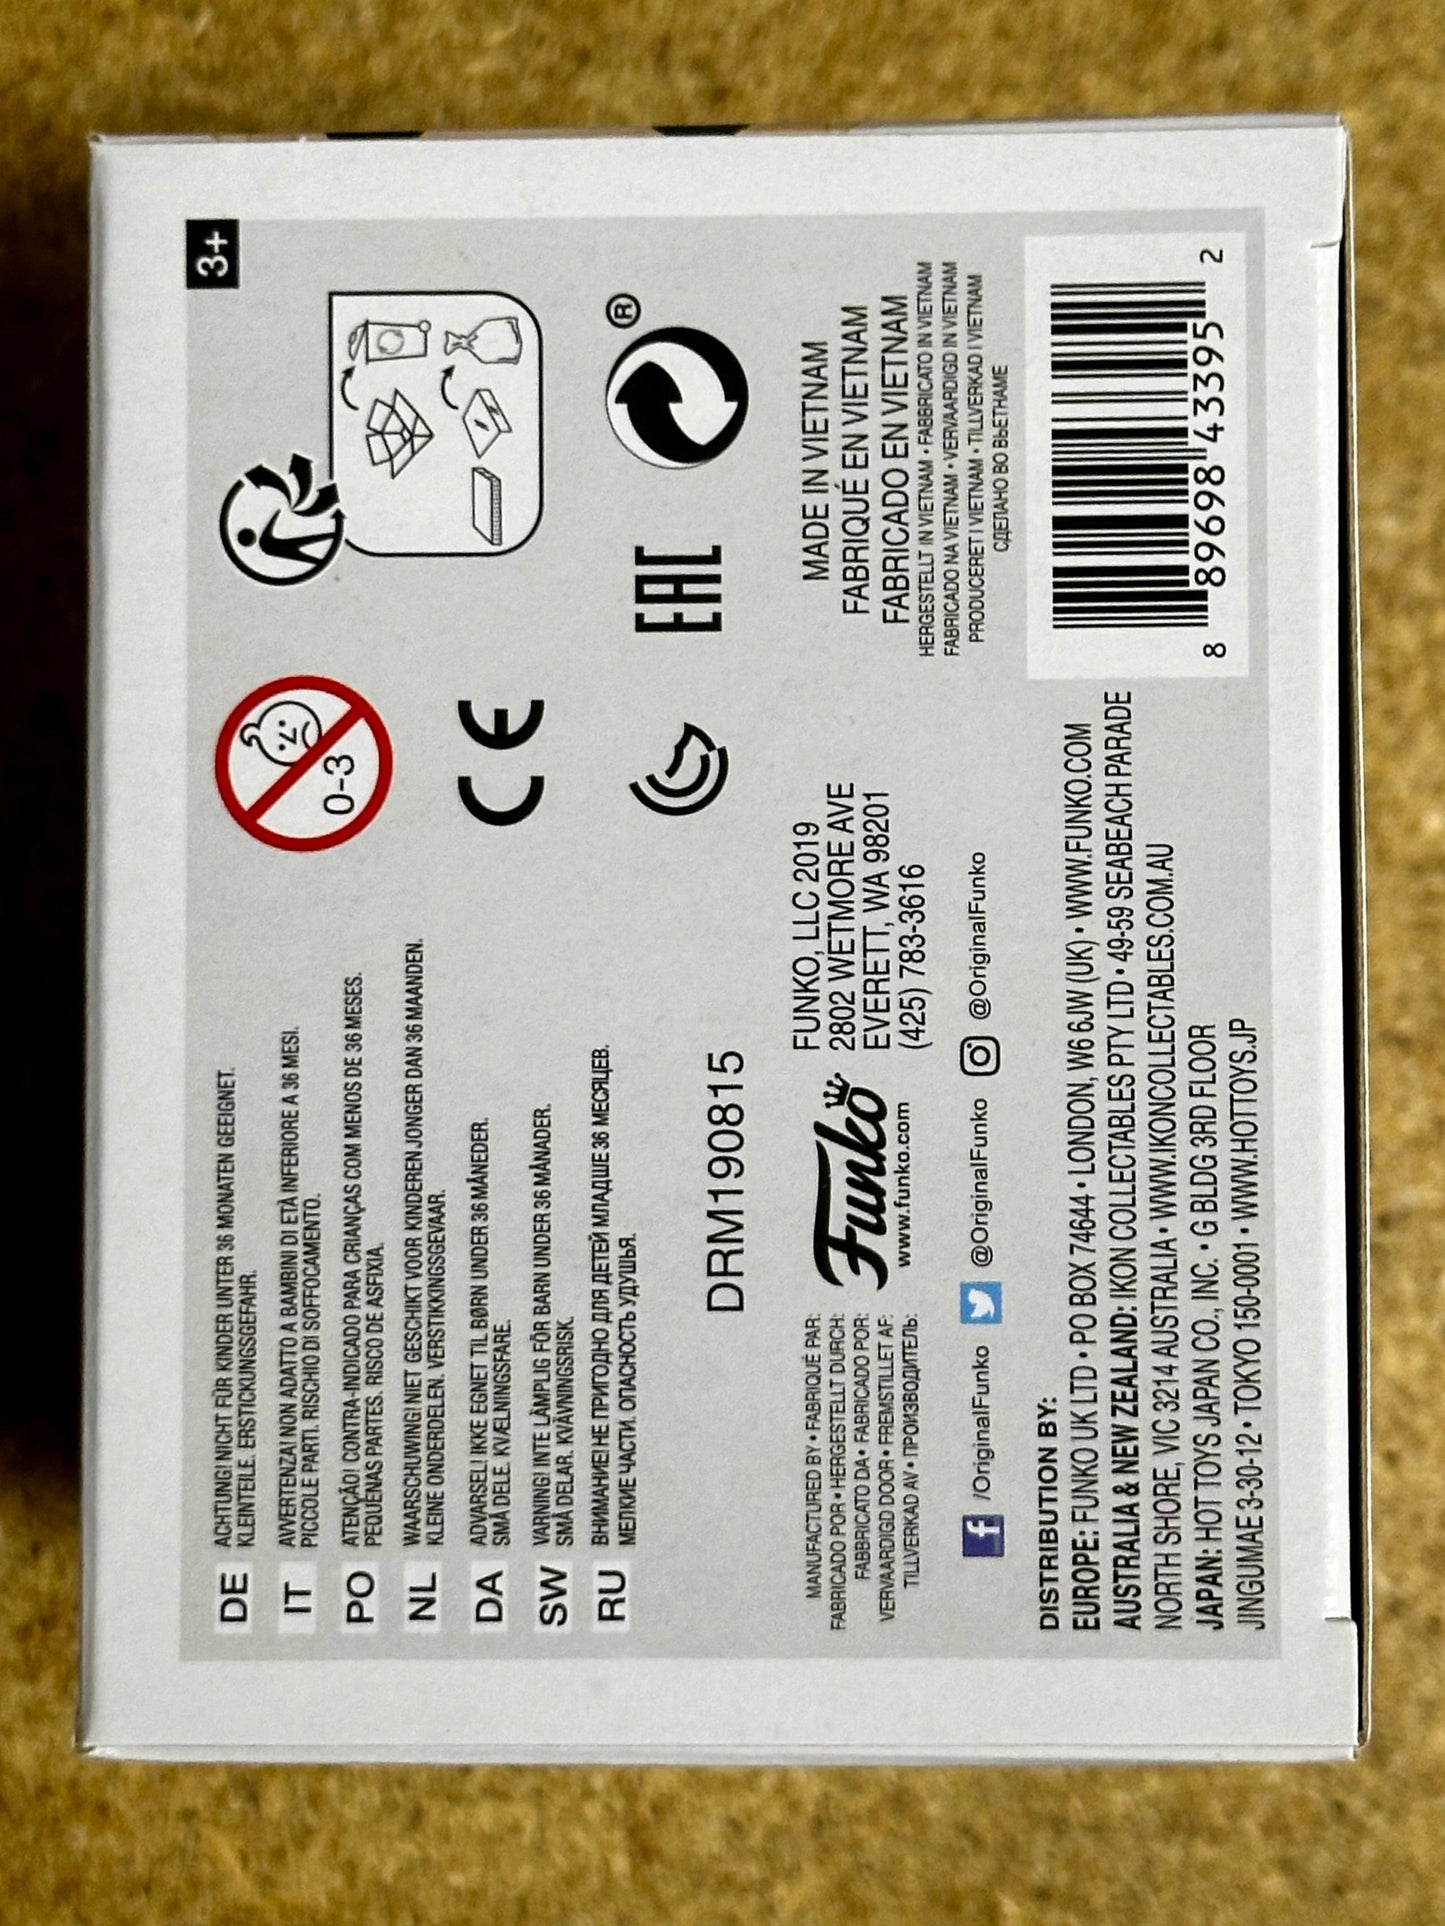 3+
DE ACHTUNG! NICHT FÜR KINDER UNTER 36 MONATEN GEEIGNET.
KLEINTEILE. ERSTICKUNGSGEFAHR.
IT AVVERTENZA! NON ADATTO A BAMBINI DI ETÀ INFERIORE A 36 MESI.
PICCOLE PARTI. RISCHIO DI SOFFOCAMENTO.
PO ATENÇÃO! CONTRA-INDICADO PARA CRIANÇAS COM MENOS DE 36 MESES.
PEQUENAS PARTES. RISCO DE ASFIXIA.
NL WAARSCHUWING! NIET GESCHIKT VOOR KINDEREN JONGER DAN 36 MAANDEN.
KLEINE ONDERDELEN. VERSTIKKINGSGEVAAR.
DA ADVARSEL! IKKE EGNET TIL BØRN UNDER 36 MÅNEDER.
SMÅ DELE. KVÆLNINGSFARE.
SW VARNING! INTE LÄMPLIG FÖR BARN UNDER 36 MÅNADER.
SMÅ DELAR. KVÄVNINGSRISK.
RU ВНИМАНИЕ! НЕ ПРИГОДНО ДЛЯ ДЕТЕЙ МЛАДШЕ 36 МЕСЯЦЕВ.
МЕЛКИЕ ЧАСТИ. ОПАСНОСТЬ УДУШЬЯ.
0-3
CE
EAC
®
DRM190815
MANUFACTURED BY • FABRIQUÉ PAR:
FABRICADO POR • HERGESTELLT DURCH:
FABBRICATO DA • FABRICADO POR:
VERVAARDIGD DOOR • FREMSTILLET AF:
TILLVERKAD AV • ПРОИЗВОДИТЕЛЬ:
Funko
www.funko.com
FUNKO, LLC 2019
2802 WETMORE AVE
EVERETT, WA 98201
(425) 783-3616
MADE IN VIETNAM
FABRIQUÉ EN VIETNAM
FABRICADO EN VIETNAM
HERGESTELLT IN VIETNAM • FABBRICATO IN VIETNAM
FABRICADO NA VIETNAM • VERVAARDIGD IN VIETNAM
PRODUCERET I VIETNAM • TILLVERKAD I VIETNAM
СДЕЛАНО ВО ВЬЕТНАМЕ
f /OriginalFunko @OriginalFunko @OriginalFunko
DISTRIBUTION BY:
EUROPE: FUNKO UK LTD • PO BOX 74644 • LONDON, W6 6JW (UK) • WWW.FUNKO.COM
AUSTRALIA & NEW ZEALAND: IKON COLLECTABLES PTY LTD • 49-59 SEABEACH PARADE
NORTH SHORE, VIC 3214 AUSTRALIA • WWW.IKONCOLLECTABLES.COM.AU
JAPAN: HOT TOYS JAPAN CO., INC. • G BLDG 3RD FLOOR
JINGUMAE 3-30-12 • TOKYO 150-0001 • WWW.HOTTOYS.JP
8 89698 43395 2